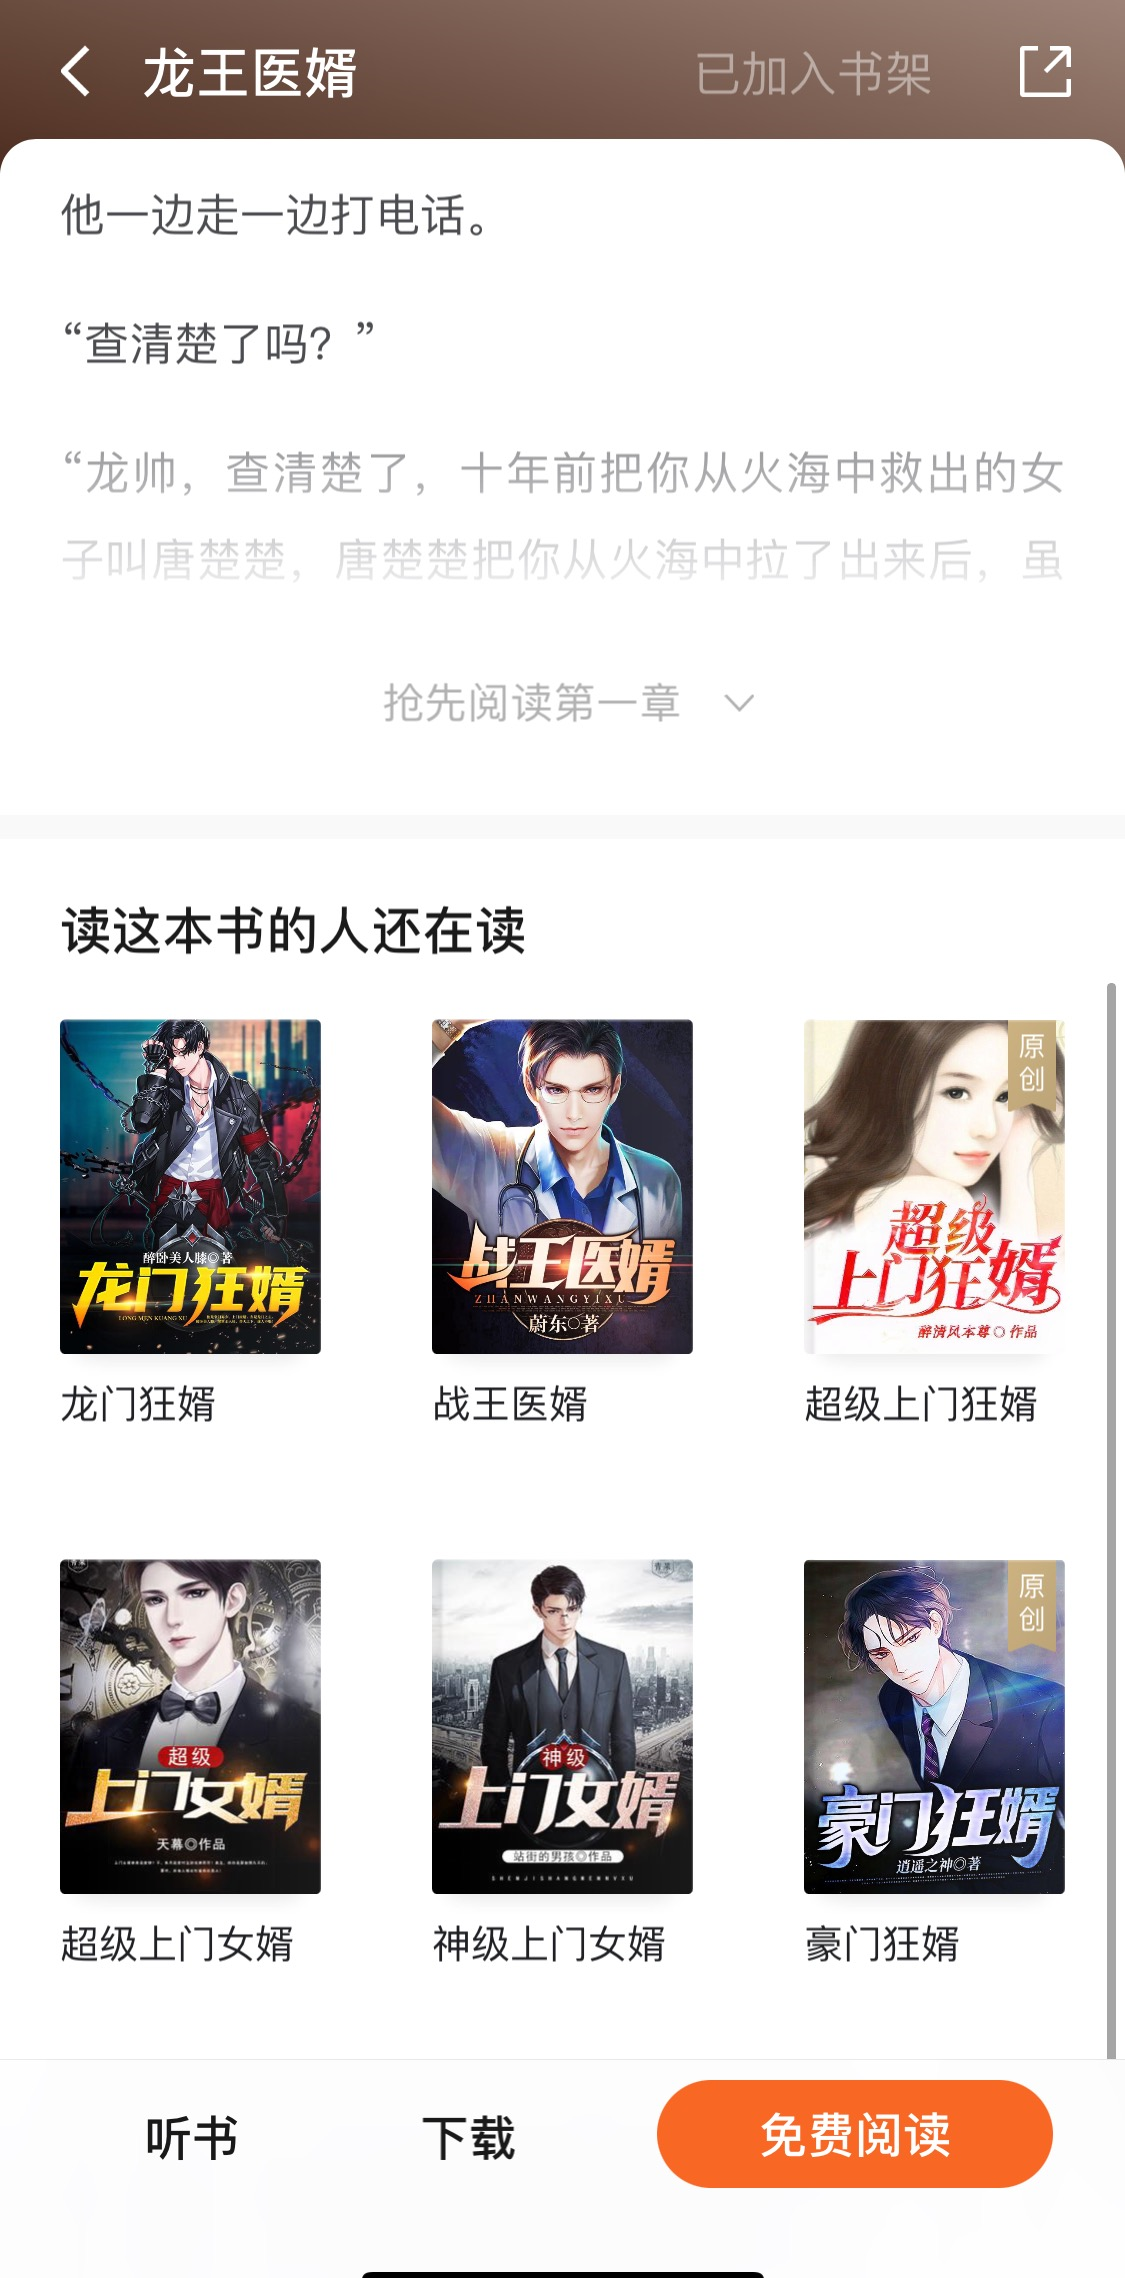 龙王医婿
已加入书架
他一边走一边打电话。
“查清楚了吗？”
“龙帅，查清楚了，十年前把你从火海中救出的女
子叫唐楚楚，唐楚楚把你从火海中拉了出来后，虽
抢先阅读第一章
读这本书的人还在读
醉卧美人膝◎著
龙门狂婿
LONG MEN KUANG XU
龙门狂婿
战王医婿
ZHANWANGYIXU
蔚东○著
战王医婿
原创
超级
上门狂婿
醉清风本尊○作品
超级上门狂婿
超级
上门女婿
天幕◎作品
超级上门女婿
神级
上门女婿
站街的男孩◎作品
SHENJISHANGMENNVXU
神级上门女婿
原创
豪门狂婿
逍遥之神◎著
豪门狂婿
听书
下载
免费阅读